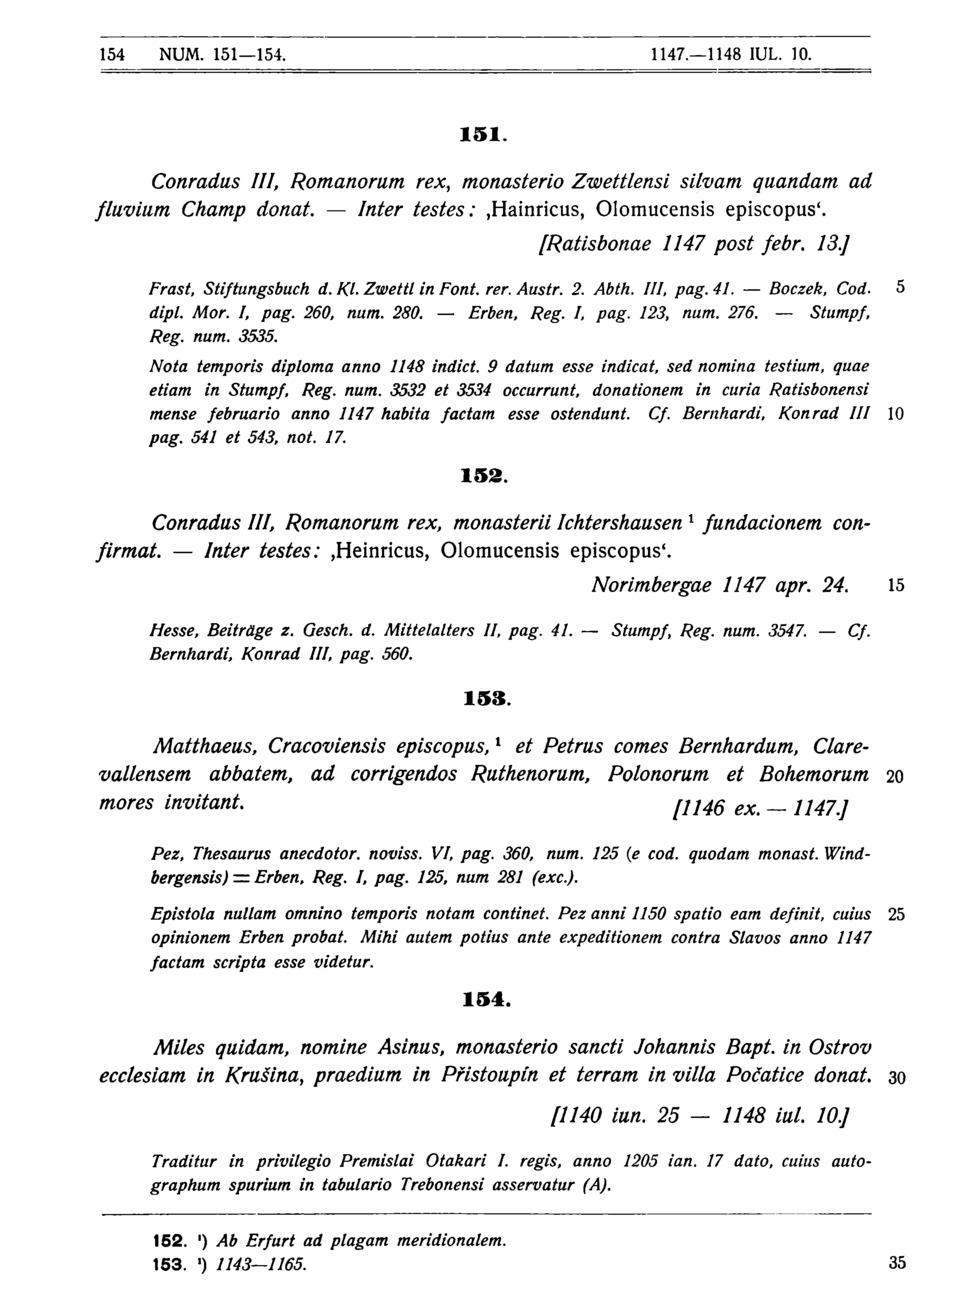 154 NUM. 151—154. 1147.—1148 IUL. 10.
151.
Conradus III, Romanorum rex, monasterio Zwettlensi silvam quandam ad
fluvium Champ donat. — Inter testes: ‚Hainricus, Olomucensis episcopus‘.
[Ratisbonae 1147 post febr. 13.]
Frast, Stiftungsbuch d. Kl. Zwettl in Font. rer. Austr. 2. Abth. III, pag. 41. — Boczek, Cod. 5
dipl. Mor. I, pag. 260, num. 280. — Erben, Reg. I, pag. 123, num. 276. — Stumpf,
Reg. num. 3535.
Nota temporis diploma anno 1148 indict. 9 datum esse indicat, sed nomina testium, quae
etiam in Stumpf, Reg. num. 3532 et 3534 occurrunt, donationem in curia Ratisbonensi
mense februario anno 1147 habita factam esse ostendunt. Cf. Bernhardi, Konrad III 10
pag. 541 et 543, not. 17.
152.
Conradus III, Romanorum rex, monasterii Ichtershausen ¹ fundacionem con-
firmat. — Inter testes: ‚Heinricus, Olomucensis episcopus‘.
Norimbergae 1147 apr. 24. 15
Hesse, Beiträge z. Gesch. d. Mittelalters II, pag. 41. — Stumpf, Reg. num. 3547. — Cf.
Bernhardi, Konrad III, pag. 560.
153.
Matthaeus, Cracoviensis episcopus, ¹ et Petrus comes Bernhardum, Clare-
vallensem abbatem, ad corrigendos Ruthenorum, Polonorum et Bohemorum 20
mores invitant. [1146 ex. — 1147.]
Pez, Thesaurus anecdotor. noviss. VI, pag. 360, num. 125 (e cod. quodam monast. Wind-
bergensis) = Erben, Reg. I, pag. 125, num 281 (exc.).
Epistola nullam omnino temporis notam continet. Pez anni 1150 spatio eam definit, cuius 25
opinionem Erben probat. Mihi autem potius ante expeditionem contra Slavos anno 1147
factam scripta esse videtur.
154.
Miles quidam, nomine Asinus, monasterio sancti Johannis Bapt. in Ostrov
ecclesiam in Krušina, praedium in Přistoupín et terram in villa Počatice donat. 30
[1140 iun. 25 — 1148 iul. 10.]
Traditur in privilegio Premislai Otakari I. regis, anno 1205 ian. 17 dato, cuius auto-
graphum spurium in tabulario Trebonensi asservatur (A).
152. ¹) Ab Erfurt ad plagam meridionalem.
153. ¹) 1143—1165. 35